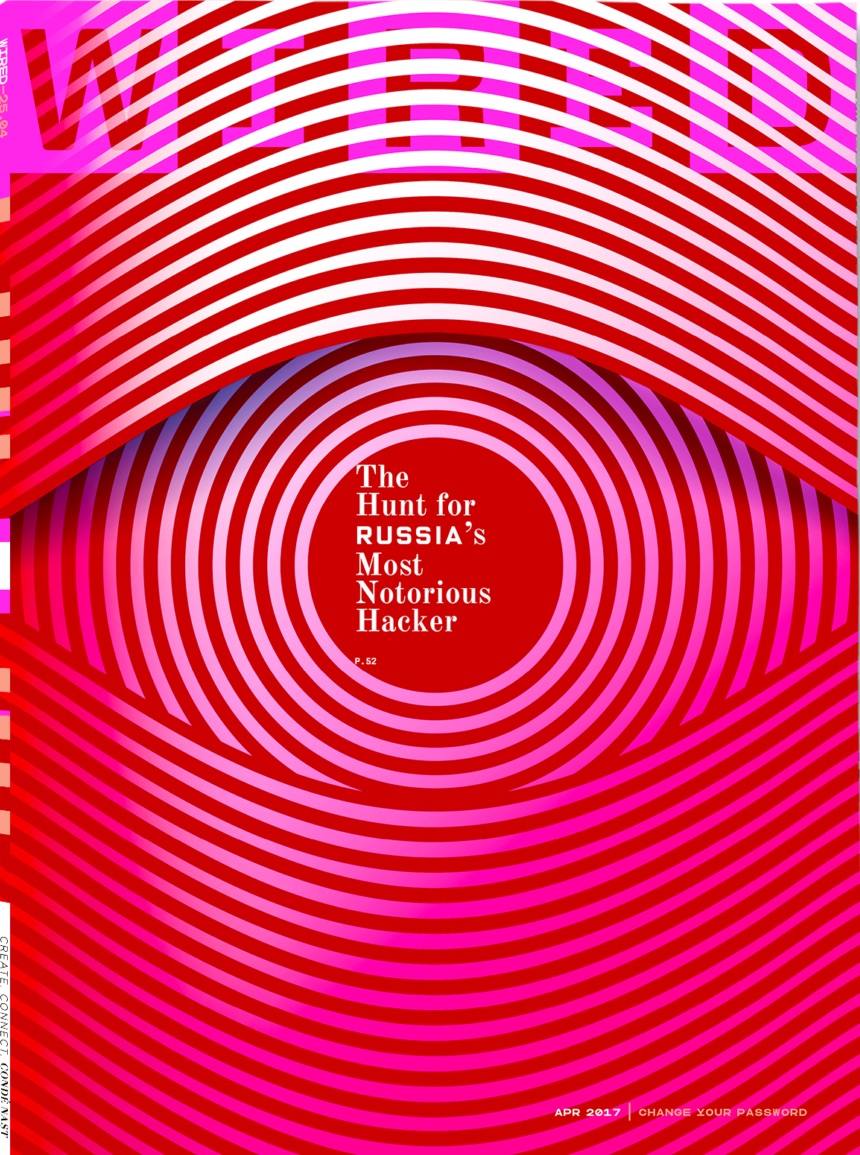 WIRED
WIRED—25.04
The
Hunt for
RUSSIA's
Most
Notorious
Hacker
P.52
CREATE. CONNECT. CONDÉ NAST
APR 2017 | CHANGE YOUR PASSWORD